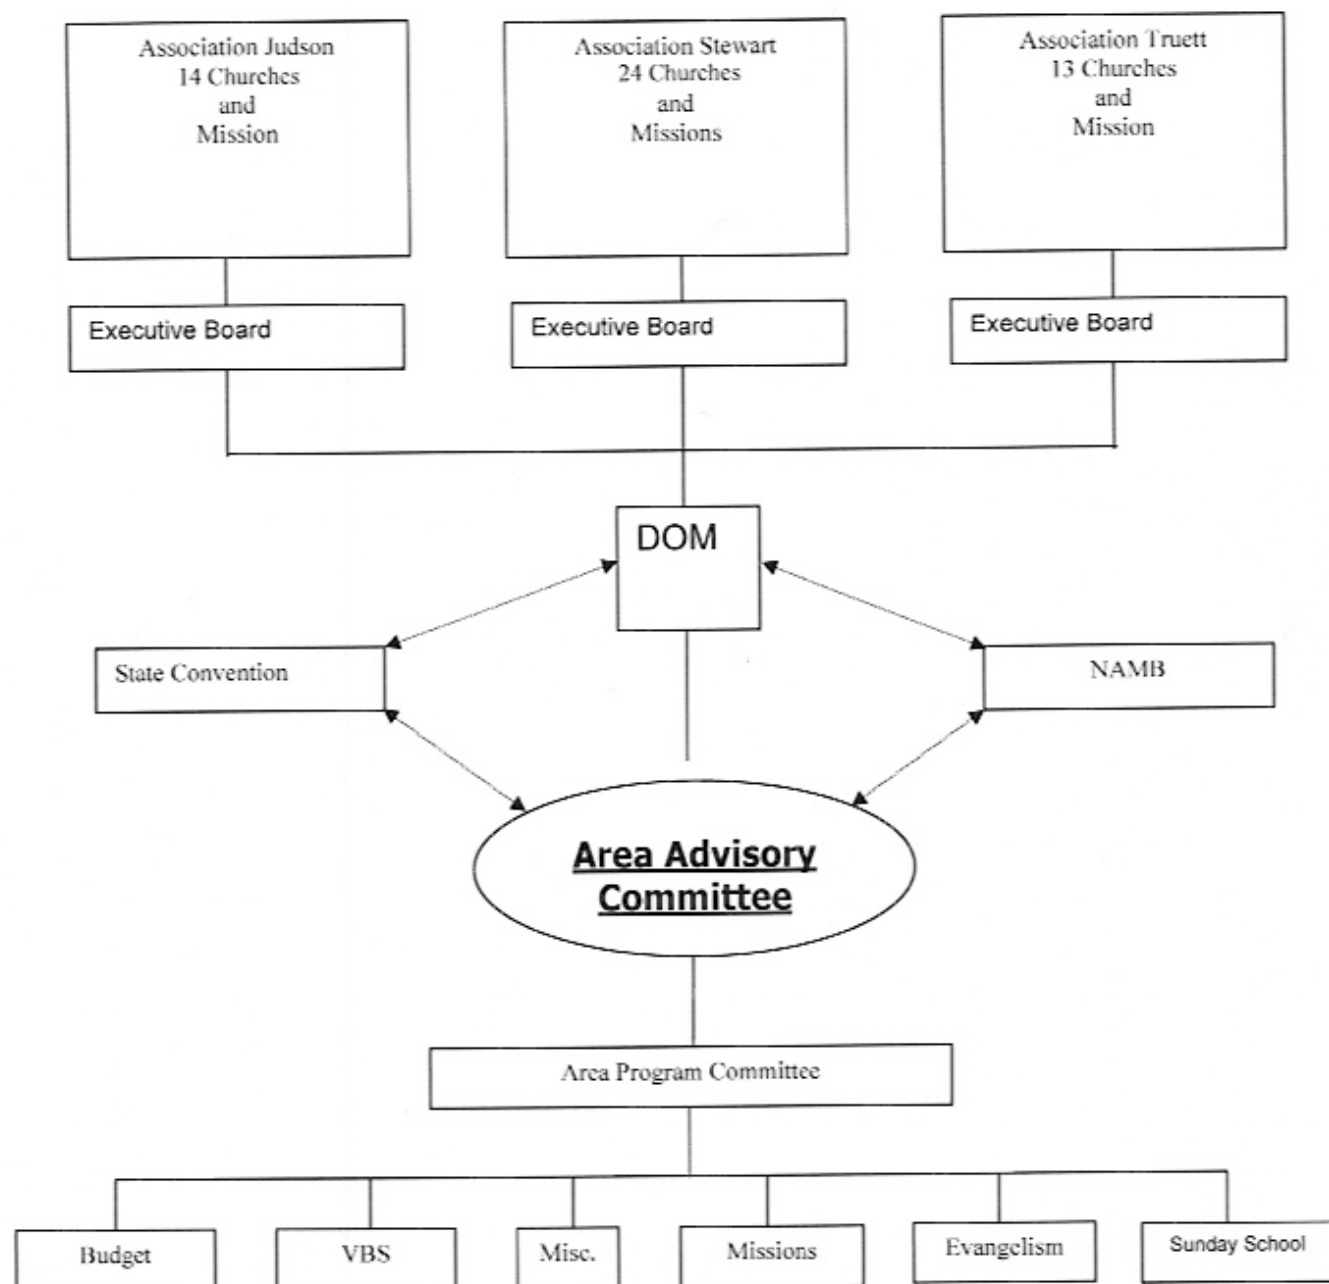 Association Judson
14 Churches
and
Mission
Association Stewart
24 Churches
and
Missions
Association Truett
13 Churches
and
Mission
Executive Board
Executive Board
Executive Board
DOM
State Convention
NAMB
Area Advisory
Committee
Area Program Committee
Budget
VBS
Misc.
Missions
Evangelism
Sunday School